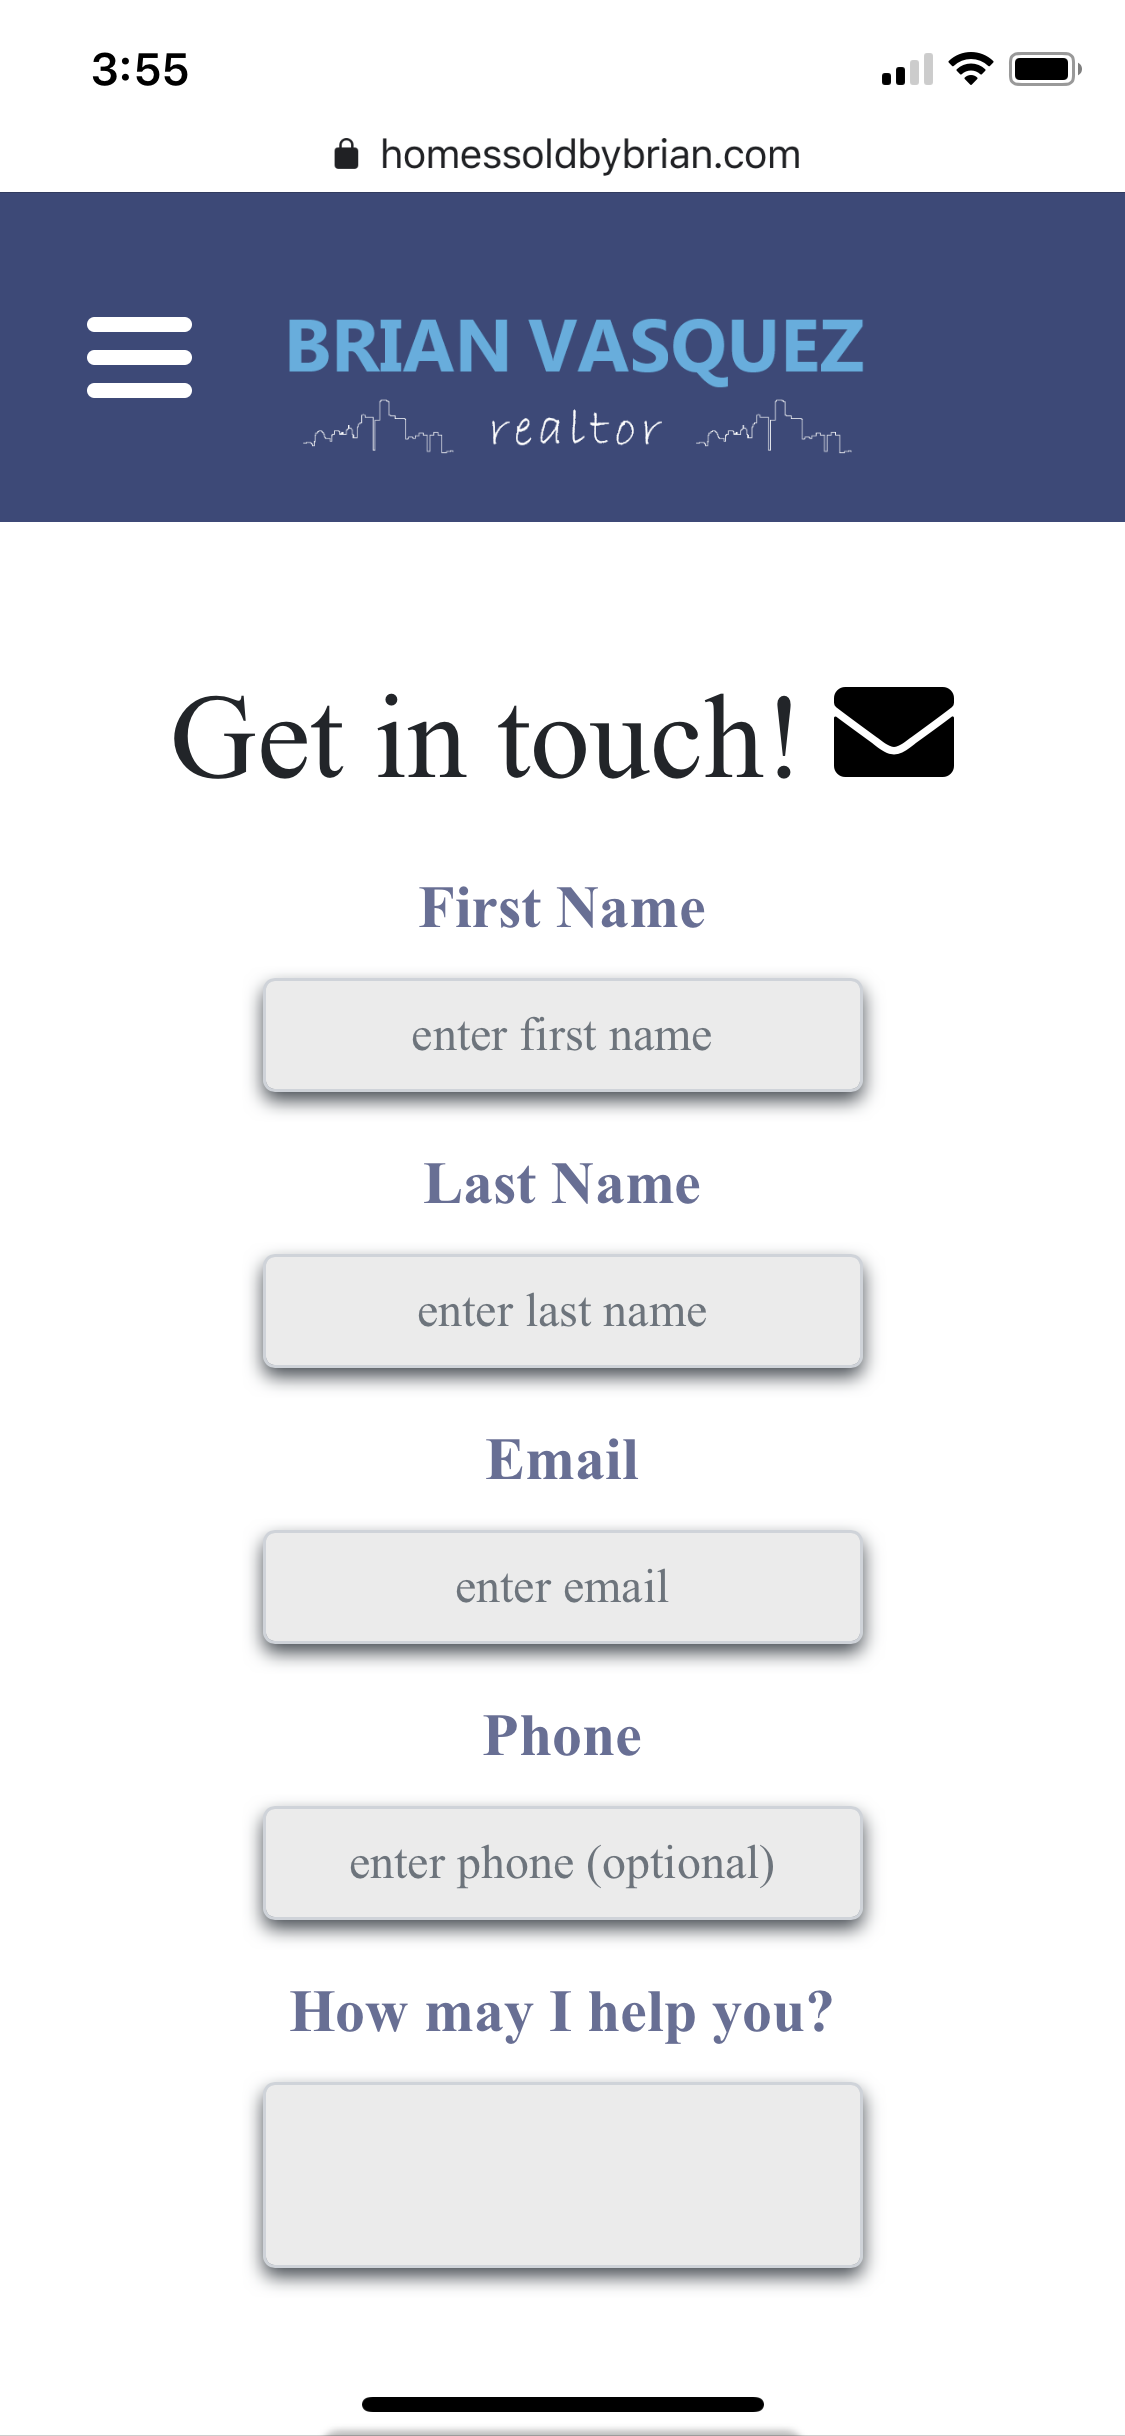 3:55
homessoldbybrian.com
BRIAN VASQUEZ
realtor
Get in touch!
First Name
enter first name
Last Name
enter last name
Email
enter email
Phone
enter phone (optional)
How may I help you?